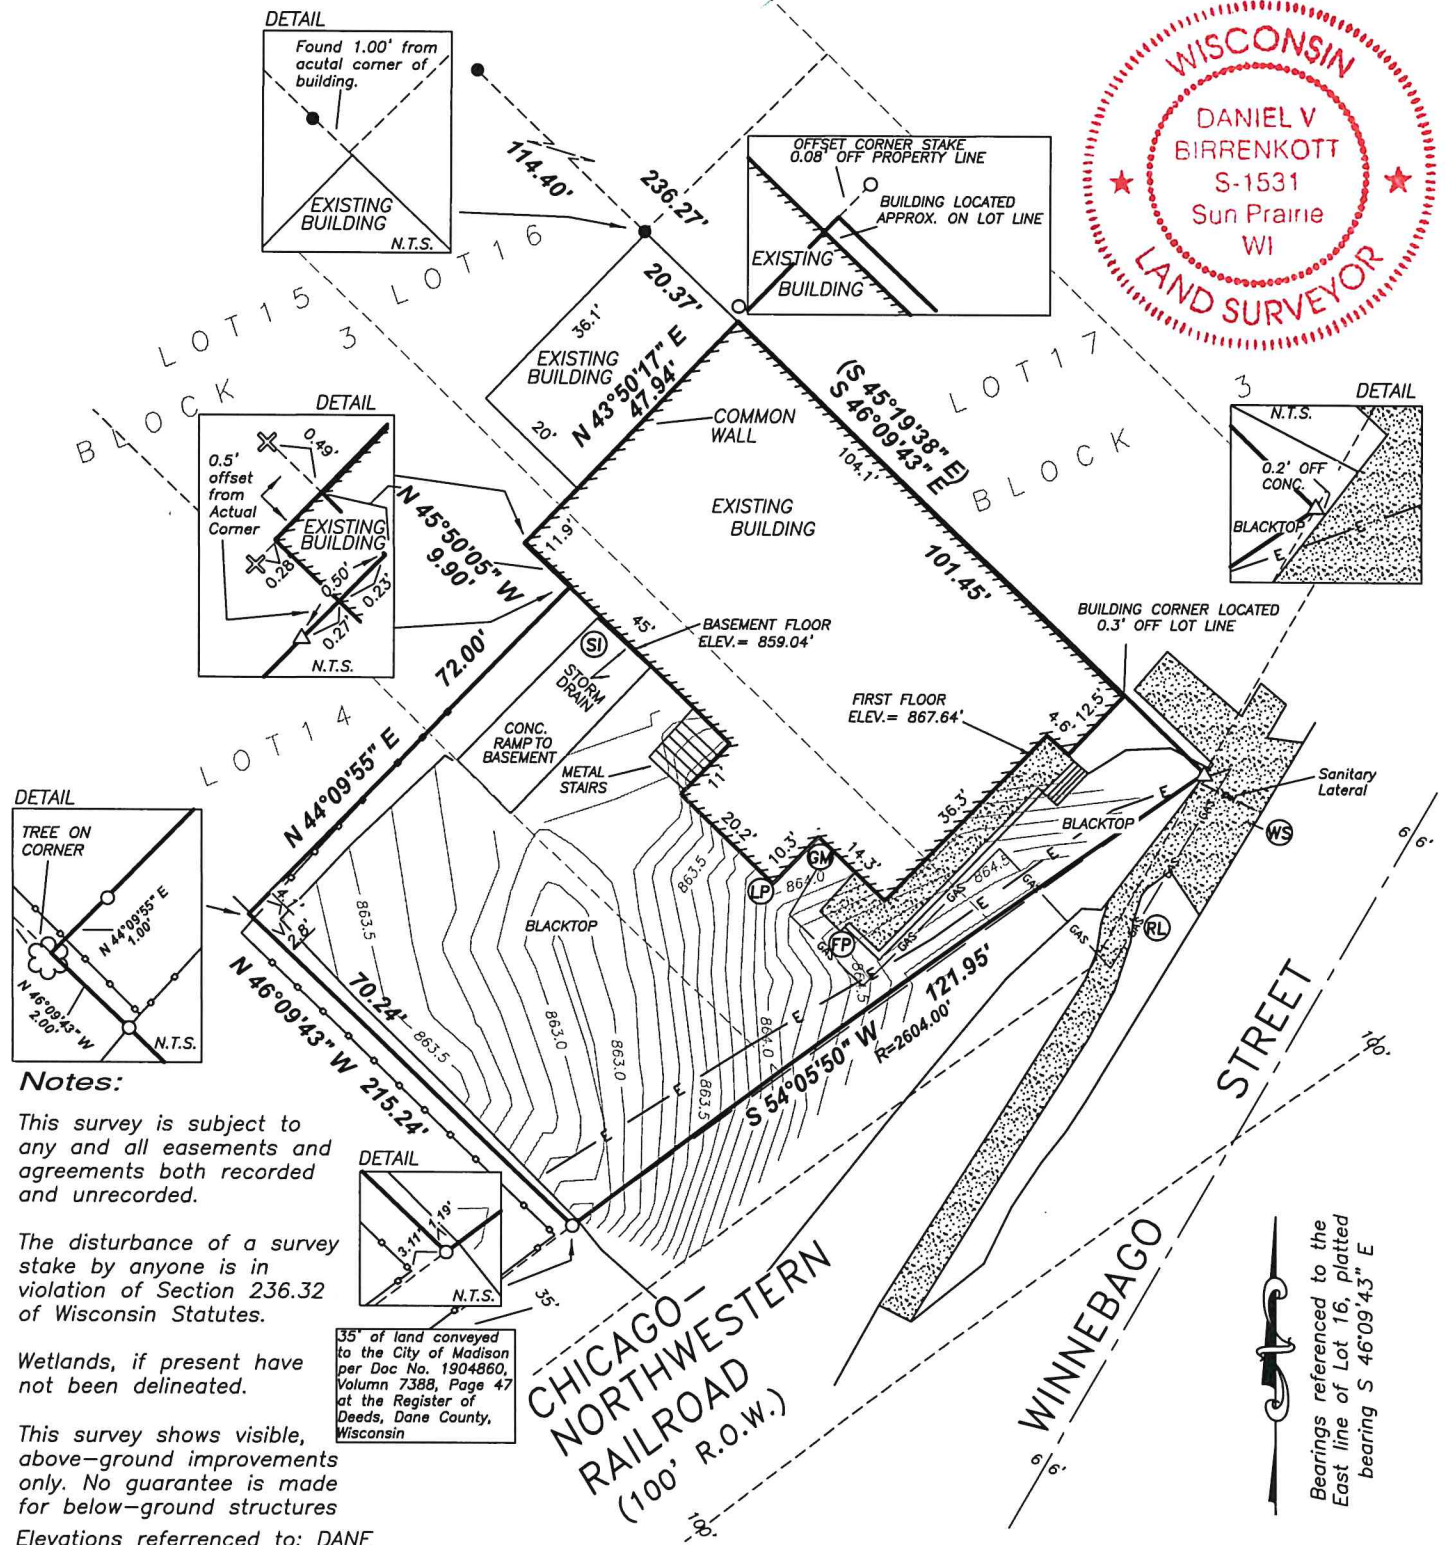 DETAIL
Found 1.00' from
acutal corner of
building.
EXISTING
BUILDING
N.T.S.
114.40'
236.27'
OFFSET CORNER STAKE
0.08' OFF PROPERTY LINE
BUILDING LOCATED
APPROX. ON LOT LINE
EXISTING
BUILDING
WISCONSIN
DANIEL V
BIRRENKOTT
S-1531
Sun Prairie
WI
LAND SURVEYOR
LOT 15
LOT 16
BLOCK 3
20.37'
36.1'
EXISTING
BUILDING
20'
N 43°50'17" E
47.94'
COMMON
WALL
(S 45°19'38" E)
S 46°09'43" E
104.1'
101.45'
LOT 17
BLOCK 3
EXISTING
BUILDING
DETAIL
N.T.S.
0.2' OFF
CONC.
BLACKTOP
E
E
DETAIL
0.5'
offset
from
Actual
Corner
0.49'
EXISTING
BUILDING
0.28'
0.50'
0.23'
0.27'
N.T.S.
N 45°50'05" W
9.90'
11.9'
45'
BASEMENT FLOOR
ELEV.= 859.04'
BUILDING CORNER LOCATED
0.3' OFF LOT LINE
FIRST FLOOR
ELEV.= 867.64'
4.6'
12.5'
SI
STORM
DRAIN
CONC.
RAMP TO
BASEMENT
METAL
STAIRS
72.00'
N 44°09'55" E
LOT 14
11'
20.2'
10.3'
14.3'
36.3'
LP
GM
FP
BLACKTOP
Sanitary
Lateral
WS
RL
66'
DETAIL
TREE ON
CORNER
N 44°09'55" E
1.00'
N 46°09'43" W
2.00'
N.T.S.
4.1'
2.8'
863.5
863.5
864.0
864.5
BLACKTOP
864.5
GAS
GAS
GAS
GAS
GAS
GAS
GAS
E
E
E
E
E
E
E
70.24'
N 46°09'43" W
215.24'
863.5
863.0
863.0
864.0
863.5
121.95'
S 54°05'50" W
R=2604.00'
100'
WINNEBAGO STREET
66'
Notes:
This survey is subject to
any and all easements and
agreements both recorded
and unrecorded.
The disturbance of a survey
stake by anyone is in
violation of Section 236.32
of Wisconsin Statutes.
Wetlands, if present have
not been delineated.
This survey shows visible,
above-ground improvements
only. No guarantee is made
for below-ground structures
Elevations referrenced to: DANE
DETAIL
3.11'
1.19'
N.T.S.
35'
35' of land conveyed
to the City of Madison
per Doc No. 1904860,
Volumn 7388, Page 47
at the Register of
Deeds, Dane County,
Wisconsin
CHICAGO-
NORTHWESTERN
RAILROAD
(100' R.O.W.)
100'
Bearings referenced to the
East line of Lot 16, platted
bearing S 46°09'43" E